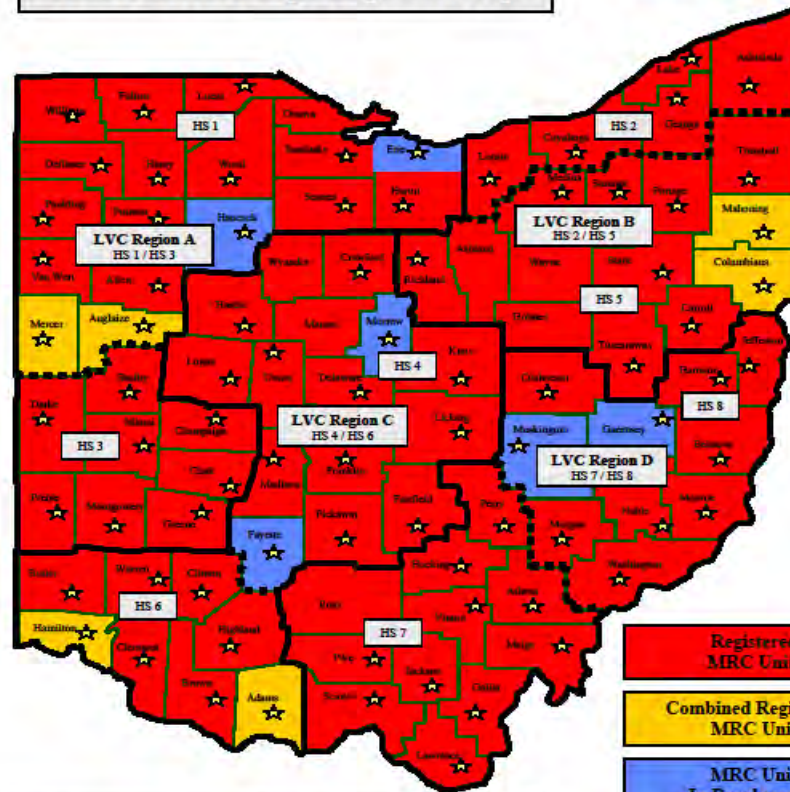 Lake
Ashtabula
Williams
Fulton
Lucas
HS 1
Ottawa
HS 2
Geauga
Cuyahoga
Erie
Sandusky
Lorain
Trumbull
Defiance
Henry
Wood
Medina
Summit
Portage
Seneca
Huron
Paulding
Putnam
Hancock
Mahoning
LVC Region B
HS 2 / HS 5
LVC Region A
HS 1 / HS 3
Van Wert
Allen
Wyandot
Crawford
Richland
Ashland
Wayne
Stark
Columbiana
HS 5
Mercer
Auglaize
Hardin
Marion
Morrow
Holmes
Carroll
Tuscarawas
Jefferson
HS 4
Knox
Logan
Union
Delaware
Shelby
Coshocton
Harrison
HS 8
Darke
Miami
Champaign
LVC Region C
HS 4 / HS 6
Licking
Muskingum
Guernsey
HS 3
Belmont
Clark
Madison
Franklin
LVC Region D
HS 7 / HS 8
Preble
Montgomery
Greene
Fairfield
Perry
Noble
Monroe
Pickaway
Morgan
Fayette
Washington
Butler
Warren
Clinton
Hocking
Athens
HS 6
Ross
Vinton
Hamilton
Clermont
Highland
HS 7
Meigs
Pike
Jackson
Brown
Adams
Scioto
Gallia
Lawrence
Registered
MRC Uni
Combined Regi
MRC Uni
MRC Uni